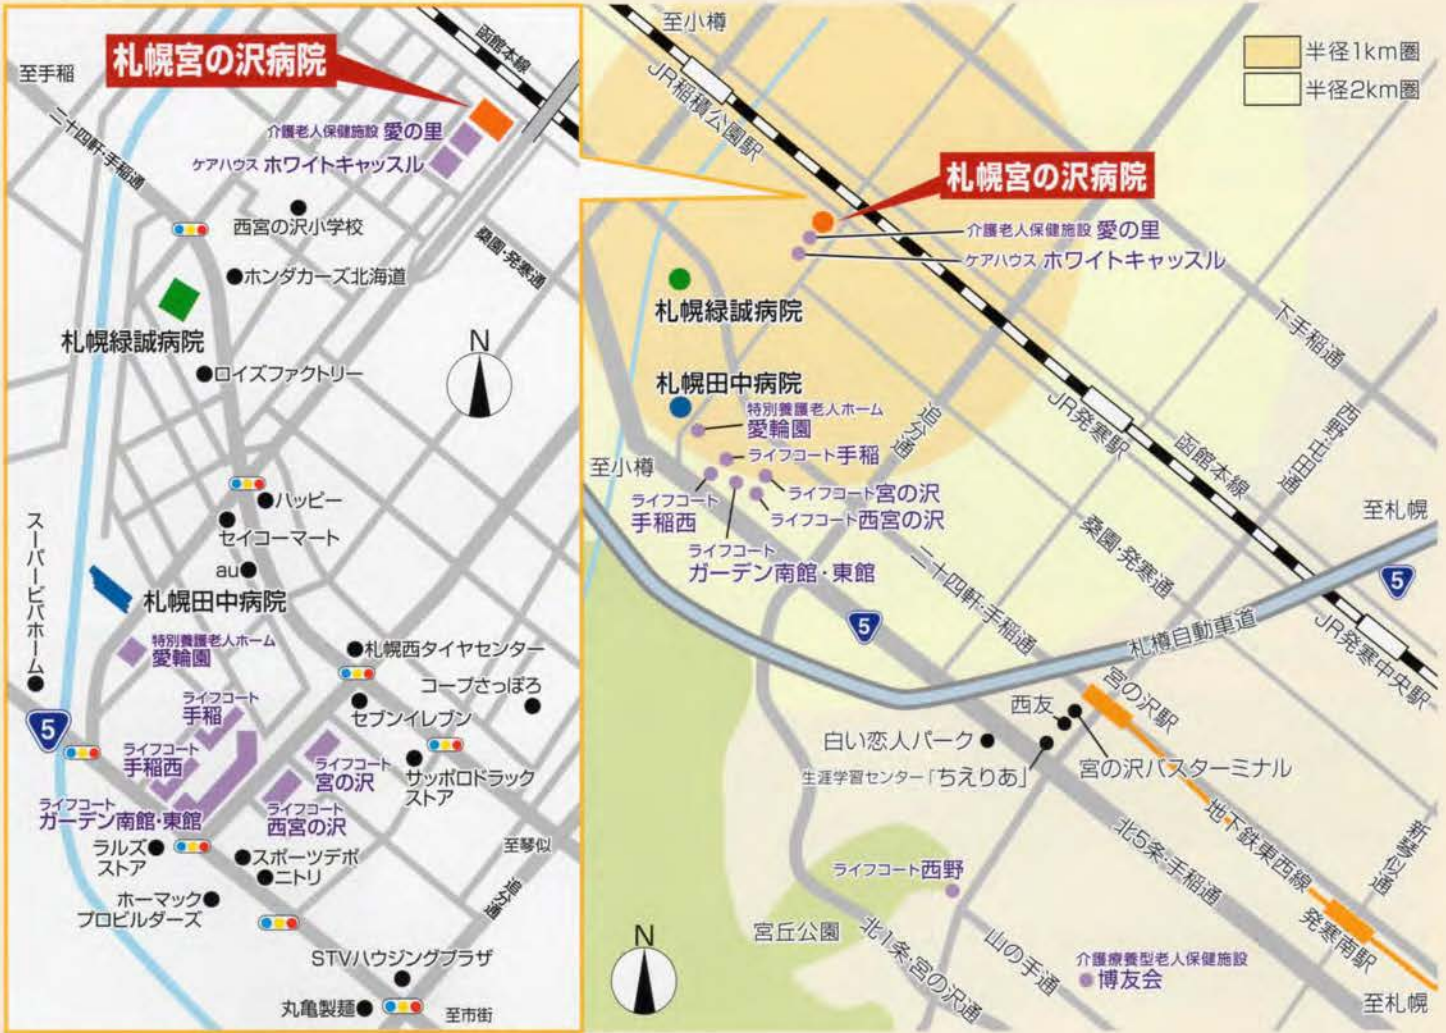 札幌宮の沢病院
函館本線
至手稲
二十四軒・手稲通
介護老人保健施設 愛の里
ケアハウス ホワイトキャッスル
西宮の沢小学校
桑園・発寒通
ホンダカーズ北海道
札幌緑誠病院
N
ロイズファクトリー
ハッピー
セイコーマート
au
スーパービバホーム
札幌田中病院
特別養護老人ホーム
愛輪園
札幌西タイヤセンター
コープさっぽろ
セブンイレブン
ライフコート
手稲
5
ライフコート
手稲西
ライフコート
宮の沢
サッポロドラック
ストア
ライフコート
ガーデン南館・東館
ライフコート
西宮の沢
ラルズ
ストア
スポーツデポ
ニトリ
至琴似
追分通
ホーマック
プロビルダーズ
STVハウジングプラザ
丸亀製麺
至市街
至小樽
半径1km圏
半径2km圏
JR稲積公園駅
札幌宮の沢病院
介護老人保健施設 愛の里
ケアハウス ホワイトキャッスル
札幌緑誠病院
下手稲通
札幌田中病院
特別養護老人ホーム
愛輪園
追分通
JR発寒駅
西野屯田通
函館本線
至小樽
ライフコート手稲
ライフコート宮の沢
ライフコート
手稲西
ライフコート西宮の沢
至札幌
ライフコート
ガーデン南館・東館
二十四軒・手稲通
桑園・発寒通
5
5
札樽自動車道
JR発寒中央駅
宮の沢駅
西友
白い恋人パーク
宮の沢バスターミナル
生涯学習センター「ちえりあ」
地下鉄東西線
北5条・手稲通
新琴似通
ライフコート西野
発寒南駅
N
宮丘公園
北1条・宮の沢通
山の手通
介護療養型老人保健施設
博友会
至札幌